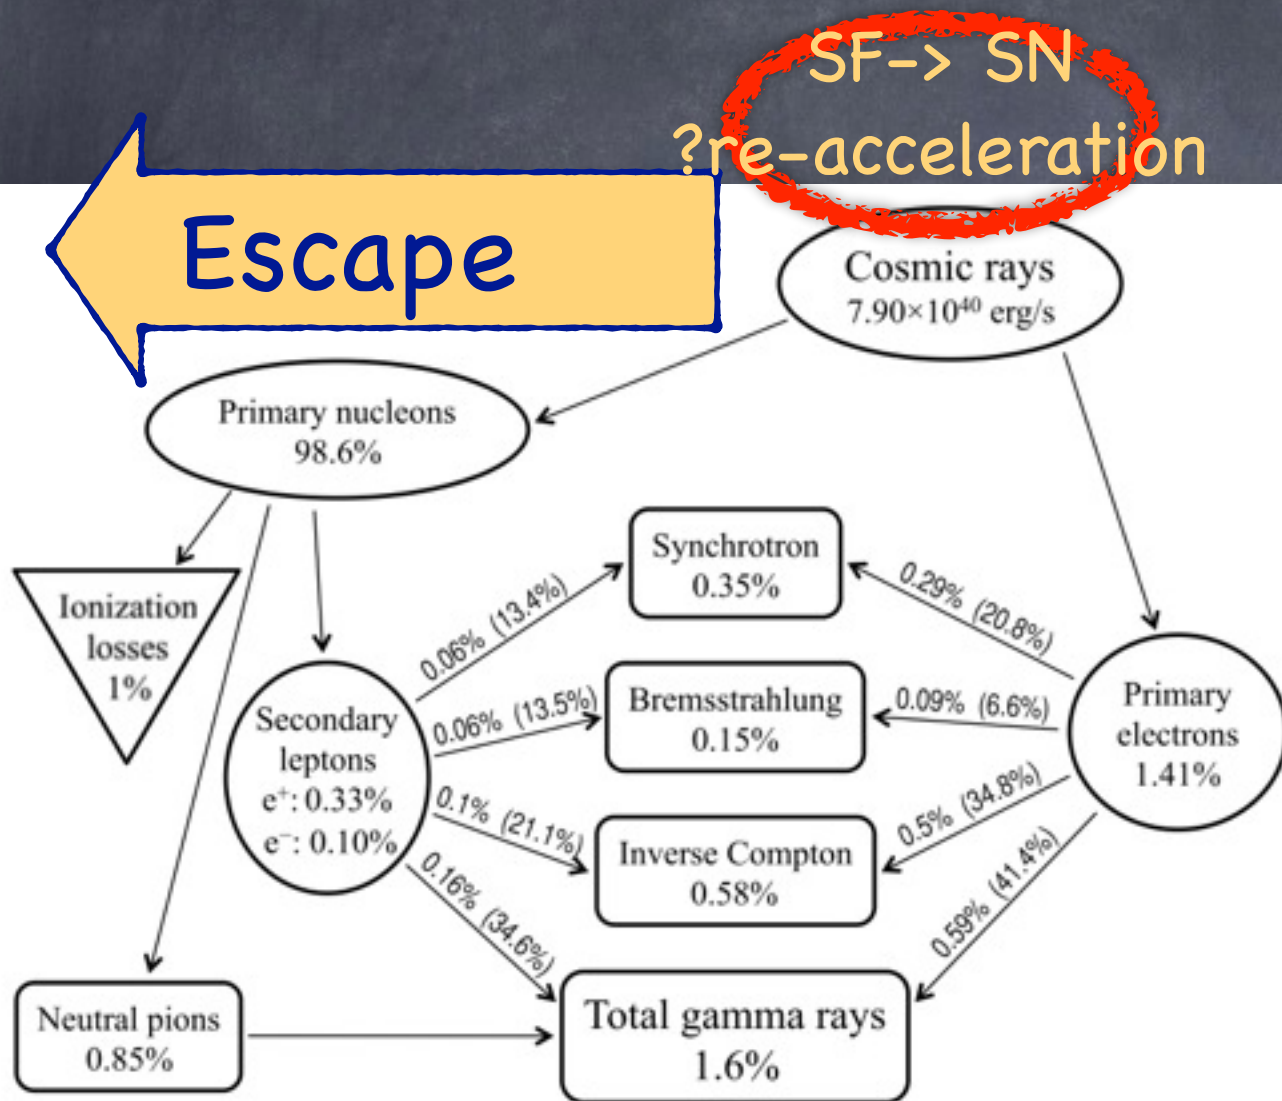 SF-> SN
?re-acceleration
Escape
Cosmic rays
7.90×10⁴⁰ erg/s
Primary nucleons
98.6%
Ionization
losses
1%
Synchrotron
0.35%
0.06% (13.4%)
0.29% (20.8%)
Secondary
leptons
e⁺: 0.33%
e⁻: 0.10%
Bremsstrahlung
0.15%
0.06% (13.5%)
0.09% (6.6%)
Primary
electrons
1.41%
0.1% (21.1%)
0.5% (34.8%)
Inverse Compton
0.58%
0.16% (34.6%)
0.59% (41.4%)
Neutral pions
0.85%
Total gamma rays
1.6%